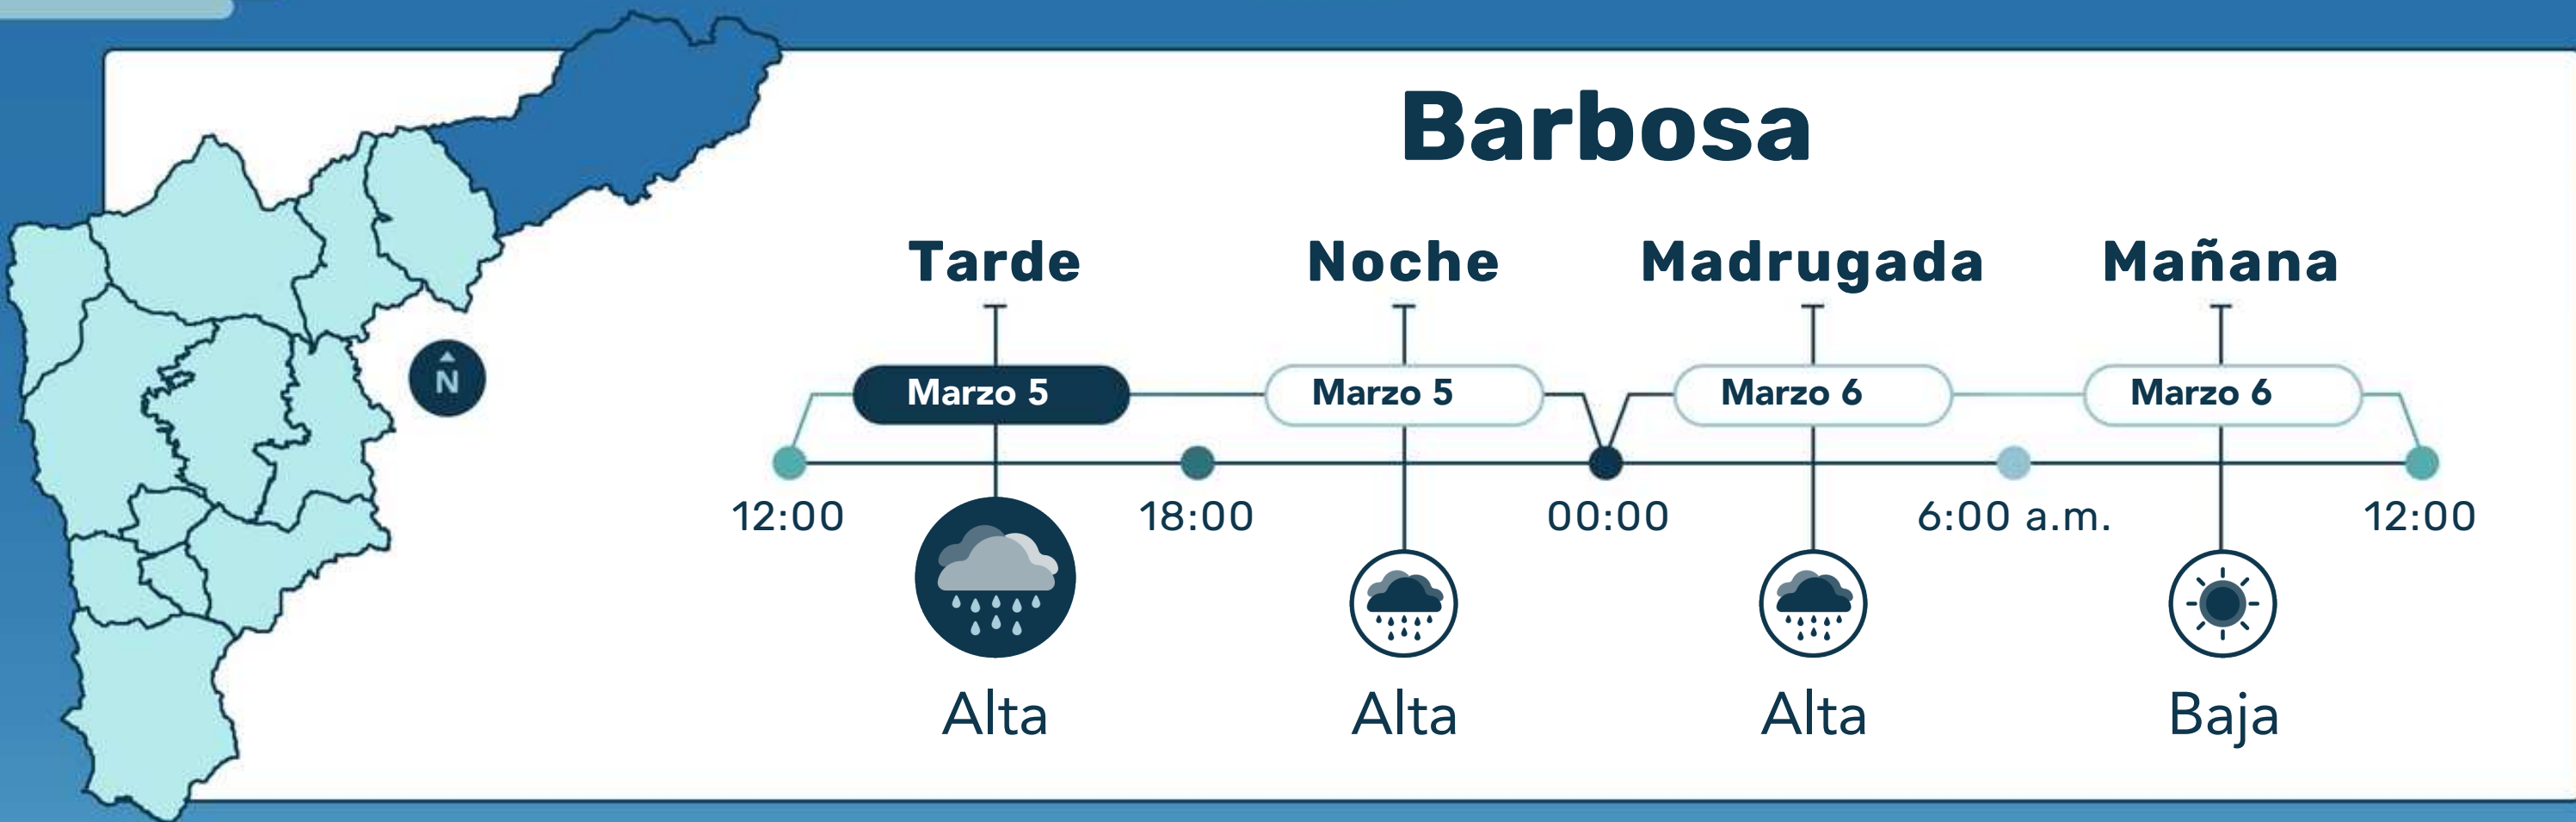 Barbosa
Tarde Noche Madrugada Mañana
Marzo 5 Marzo 5 Marzo 6 Marzo 6
N
12:00 18:00 00:00 6:00 a.m. 12:00
Alta Alta Alta Baja